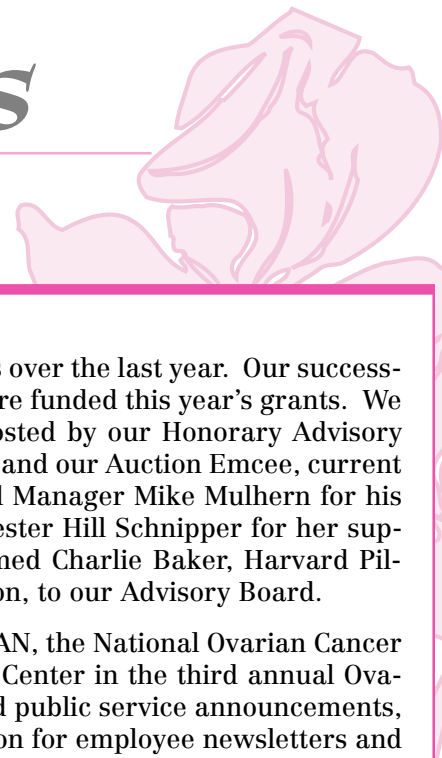 s
s over the last year. Our success-
re funded this year's grants. We
osted by our Honorary Advisory
and our Auction Emcee, current
l Manager Mike Mulhern for his
ester Hill Schnipper for her sup-
med Charlie Baker, Harvard Pil-
on, to our Advisory Board.
AN, the National Ovarian Cancer
Center in the third annual Ova-
d public service announcements,
on for employee newsletters and